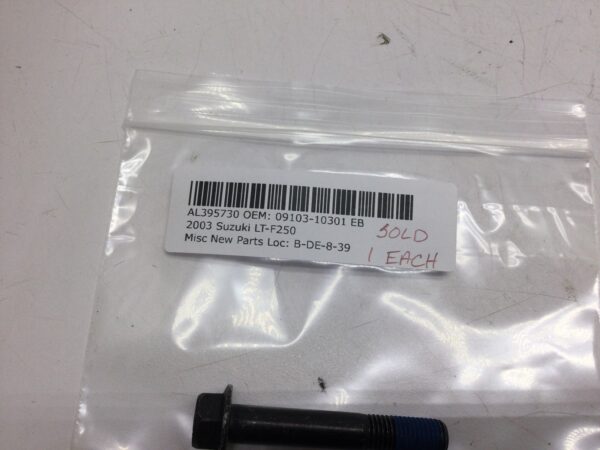 AL395730 OEM: 09103-10301 EB
2003 Suzuki LT-F250
Misc New Parts Loc: B-DE-8-39
SOLD
1 EACH